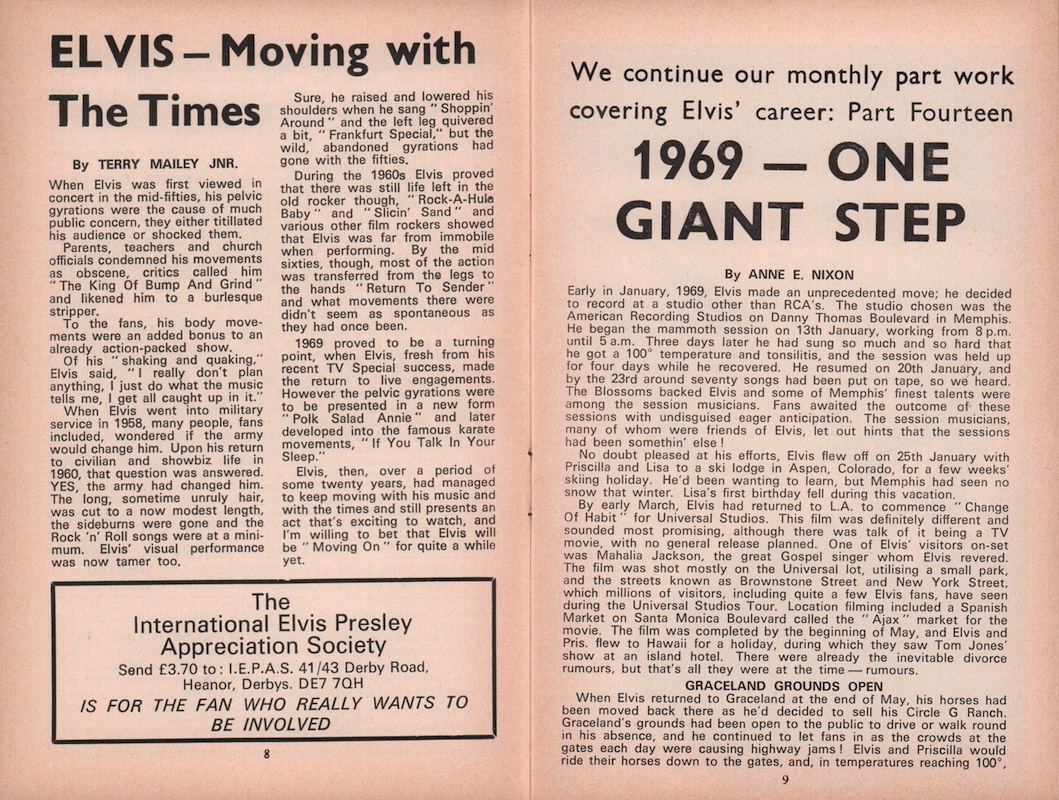 ELVIS – Moving with
The Times
By TERRY MAILEY JNR.
When Elvis was first viewed in
concert in the mid-fifties, his pelvic
gyrations were the cause of much
public concern, they either titillated
his audience or shocked them.
Parents, teachers and church
officials condemned his movements
as obscene, critics called him
"The King Of Bump And Grind"
and likened him to a burlesque
stripper.
To the fans, his body move-
ments were an added bonus to an
already action-packed show.
Of his "shaking and quaking,"
Elvis said, "I really don't plan
anything, I just do what the music
tells me, I get all caught up in it."
When Elvis went into military
service in 1958, many people, fans
included, wondered if the army
would change him. Upon his return
to civilian and showbiz life in
1960, that question was answered.
YES, the army had changed him.
The long, sometime unruly hair,
was cut to a now modest length,
the sideburns were gone and the
Rock 'n' Roll songs were at a mini-
mum. Elvis' visual performance
was now tamer too,
Sure, he raised and lowered his
shoulders when he sang "Shoppin'
Around" and the left leg quivered
a bit, "Frankfurt Special," but the
wild, abandoned gyrations had
gone with the fifties.
During the 1960s Elvis proved
that there was still life left in the
old rocker though, "Rock-A-Hula
Baby" and "Slicin' Sand" and
various other film rockers showed
that Elvis was far from immobile
when performing. By the mid
sixties, though, most of the action
was transferred from the legs to
the hands "Return To Sender"
and what movements there were
didn't seem as spontaneous as
they had once been.
1969 proved to be a turning
point, when Elvis, fresh from his
recent TV Special success, made
the return to live engagements.
However the pelvic gyrations were
to be presented in a new form
"Polk Salad Annie" and later
developed into the famous karate
movements, "If You Talk In Your
Sleep."
Elvis, then, over a period of
some twenty years, had managed
to keep moving with his music and
with the times and still presents an
act that's exciting to watch, and
I'm willing to bet that Elvis will
be "Moving On" for quite a while
yet.
The
International Elvis Presley
Appreciation Society
Send £3.70 to: I.E.P.A.S. 41/43 Derby Road,
Heanor, Derbys. DE7 7QH
IS FOR THE FAN WHO REALLY WANTS TO
BE INVOLVED
8
We continue our monthly part work
covering Elvis' career: Part Fourteen
1969 — ONE
GIANT STEP
By ANNE E. NIXON
Early in January, 1969, Elvis made an unprecedented move; he decided
to record at a studio other than RCA's. The studio chosen was the
American Recording Studios on Danny Thomas Boulevard in Memphis.
He began the mammoth session on 13th January, working from 8 p.m.
until 5 a.m. Three days later he had sung so much and so hard that
he got a 100° temperature and tonsilitis, and the session was held up
for four days while he recovered. He resumed on 20th January, and
by the 23rd around seventy songs had been put on tape, so we heard.
The Blossoms backed Elvis and some of Memphis' finest talents were
among the session musicians. Fans awaited the outcome of these
sessions with undisguised eager anticipation. The session musicians,
many of whom were friends of Elvis, let out hints that the sessions
had been somethin' else!
No doubt pleased at his efforts, Elvis flew off on 25th January with
Priscilla and Lisa to a ski lodge in Aspen, Colorado, for a few weeks'
skiing holiday. He'd been wanting to learn, but Memphis had seen no
snow that winter. Lisa's first birthday fell during this vacation.
By early March, Elvis had returned to L.A. to commence "Change
Of Habit" for Universal Studios. This film was definitely different and
sounded most promising, although there was talk of it being a TV
movie, with no general release planned. One of Elvis' visitors on-set
was Mahalia Jackson, the great Gospel singer whom Elvis revered.
The film was shot mostly on the Universal lot, utilising a small park,
and the streets known as Brownstone Street and New York Street,
which millions of visitors, including quite a few Elvis fans, have seen
during the Universal Studios Tour. Location filming included a Spanish
Market on Santa Monica Boulevard called the "Ajax" market for the
movie. The film was completed by the beginning of May, and Elvis and
Pris. flew to Hawaii for a holiday, during which they saw Tom Jones'
show at an island hotel. There were already the inevitable divorce
rumours, but that's all they were at the time — rumours.
GRACELAND GROUNDS OPEN
When Elvis returned to Graceland at the end of May, his horses had
been moved back there as he'd decided to sell his Circle G Ranch.
Graceland's grounds had been open to the public to drive or walk round
in his absence, and he continued to let fans in as the crowds at the
gates each day were causing highway jams! Elvis and Priscilla would
ride their horses down to the gates, and, in temperatures reaching 100°,
9